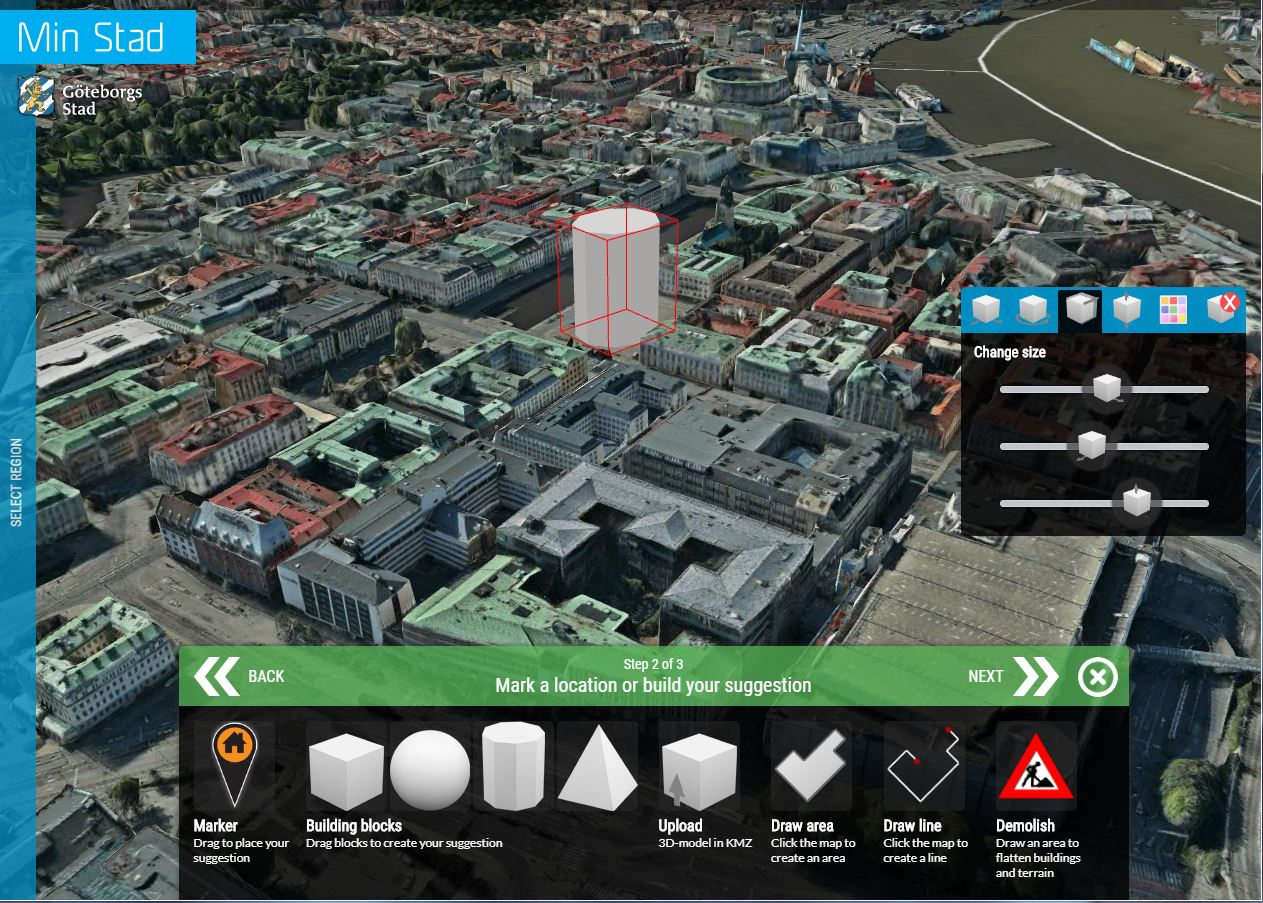 Min Stad
Göteborgs
Stad
SELECT REGION
Change size
BACK
Step 2 of 3
Mark a location or build your suggestion
NEXT
Marker
Drag to place your
suggestion
Building blocks
Drag blocks to create your suggestion
Upload
3D-model in KMZ
Draw area
Click the map to
create an area
Draw line
Click the map to
create a line
Demolish
Draw an area to
flatten buildings
and terrain